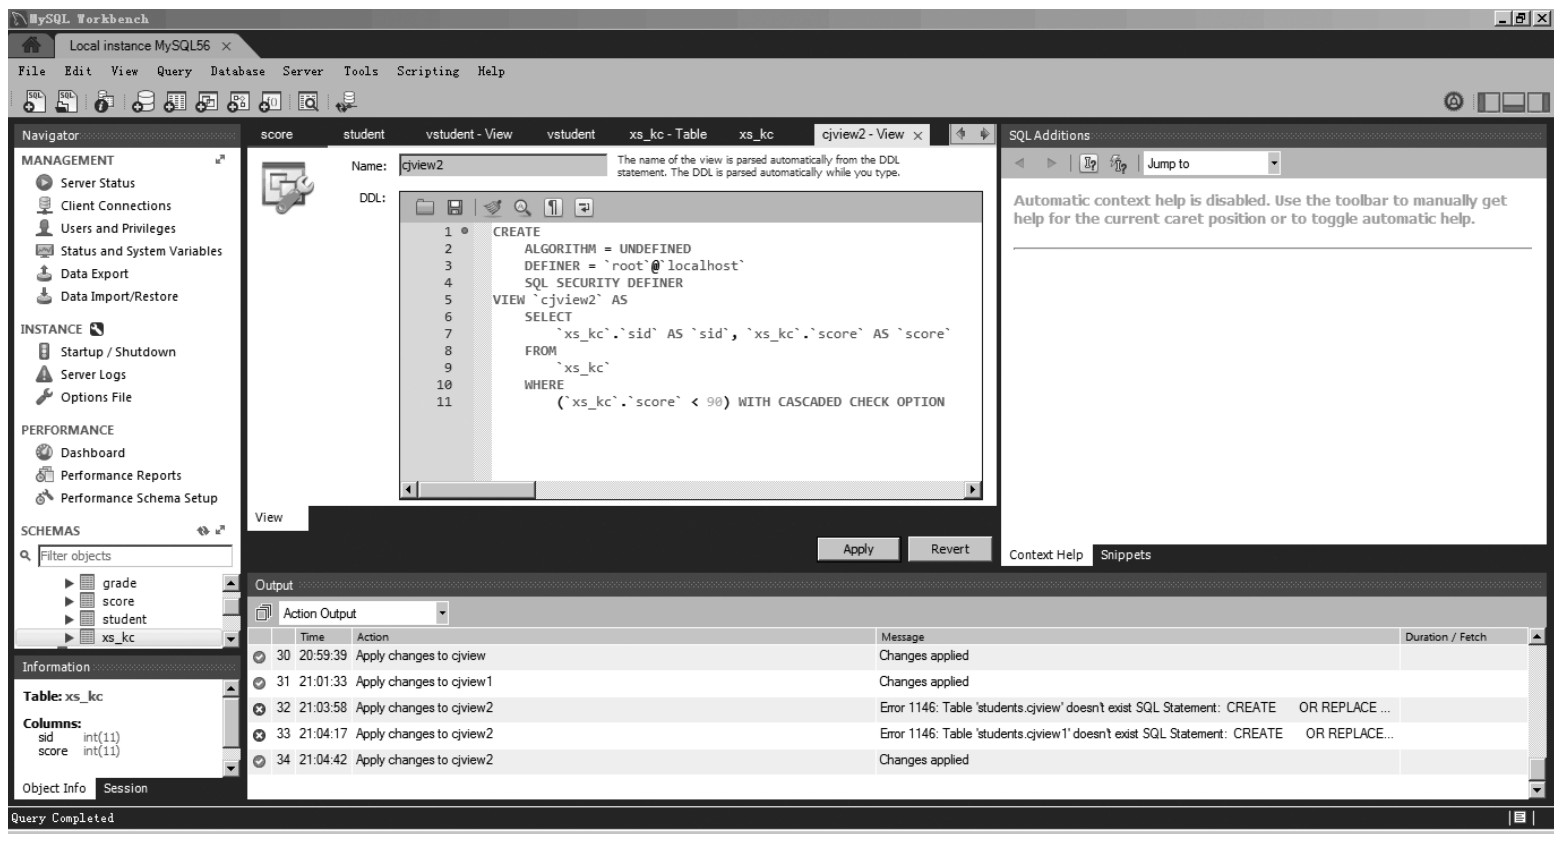 MySQL Workbench
Local instance MySQL56 ×
File Edit View Query Database Server Tools Scripting Help
Navigator
MANAGEMENT
Server Status
Client Connections
Users and Privileges
Status and System Variables
Data Export
Data Import/Restore
INSTANCE
Startup / Shutdown
Server Logs
Options File
PERFORMANCE
Dashboard
Performance Reports
Performance Schema Setup
SCHEMAS
Filter objects
grade
score
student
xs_kc
Information
Table: xs_kc
Columns:
sid int(11)
score int(11)
Object Info Session
score student vstudent - View vstudent xs_kc - Table xs_kc cjview2 - View ×
Name: cjview2
The name of the view is parsed automatically from the DDL
statement. The DDL is parsed automatically while you type.
DDL:
1 CREATE
2 ALGORITHM = UNDEFINED
3 DEFINER = `root`@`localhost`
4 SQL SECURITY DEFINER
5 VIEW `cjview2` AS
6 SELECT
7 `xs_kc`.`sid` AS `sid`, `xs_kc`.`score` AS `score`
8 FROM
9 `xs_kc`
10 WHERE
11 (`xs_kc`.`score` < 90) WITH CASCADED CHECK OPTION
View
Apply Revert
SQL Additions
Jump to
Automatic context help is disabled. Use the toolbar to manually get
help for the current caret position or to toggle automatic help.
Context Help Snippets
Output
Action Output
Time Action Message Duration / Fetch
30 20:59:39 Apply changes to cjview Changes applied
31 21:01:33 Apply changes to cjview1 Changes applied
32 21:03:58 Apply changes to cjview2 Error 1146: Table 'students.cjview' doesn't exist SQL Statement: CREATE OR REPLACE ...
33 21:04:17 Apply changes to cjview2 Error 1146: Table 'students.cjview1' doesn't exist SQL Statement: CREATE OR REPLACE...
34 21:04:42 Apply changes to cjview2 Changes applied
Query Completed